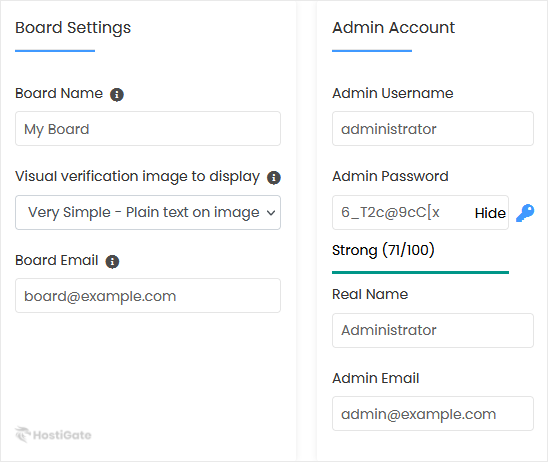 Board Settings
Board Name
My Board
Visual verification image to display
Very Simple - Plain text on image
Board Email
board@example.com
HostiGate
Admin Account
Admin Username
administrator
Admin Password
6_T2c@9cC[x
Hide
Strong (71/100)
Real Name
Administrator
Admin Email
admin@example.com